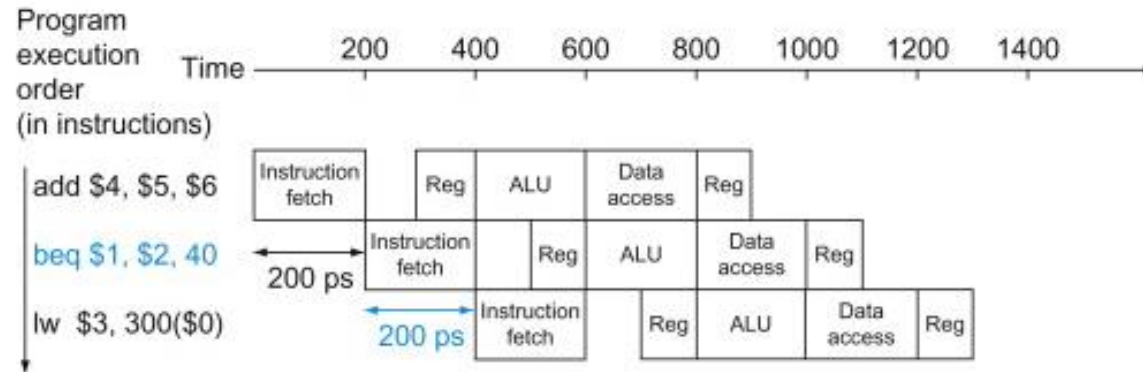 Program
execution
order
(in instructions)
Time
200 400 600 800 1000 1200 1400
add $4, $5, $6
Instruction
fetch
Reg
ALU
Data
access
Reg
beq $1, $2, 40
200 ps
Instruction
fetch
Reg
ALU
Data
access
Reg
lw $3, 300($0)
200 ps
Instruction
fetch
Reg
ALU
Data
access
Reg